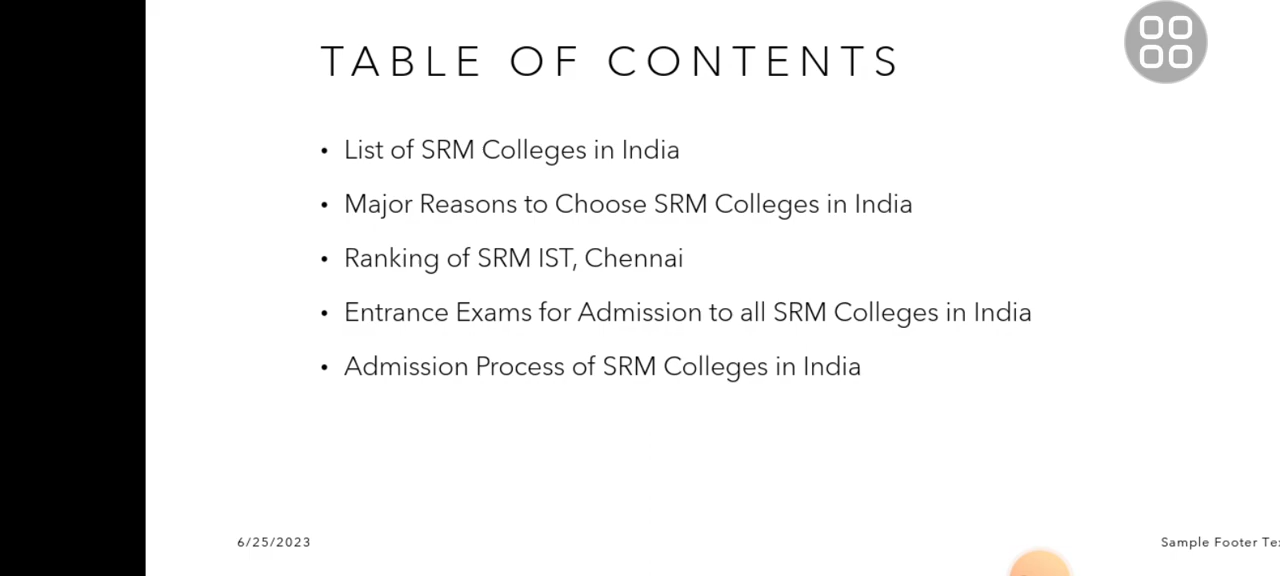 TABLE OF CONTENTS
• List of SRM Colleges in India
• Major Reasons to Choose SRM Colleges in India
• Ranking of SRM IST, Chennai
• Entrance Exams for Admission to all SRM Colleges in India
• Admission Process of SRM Colleges in India
6/25/2023
Sample Footer